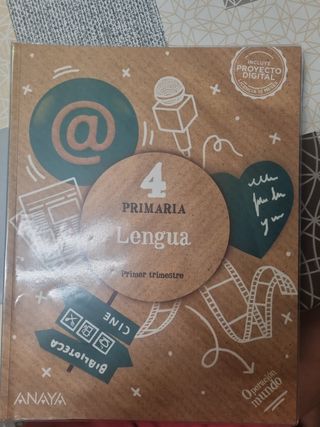 INCLUYE
PROYECTO
DIGITAL
@
4
PRIMARIA
Lengua
Primer trimestre
CINE
BIBLIOTECA
Operación
mundo
ANAYA